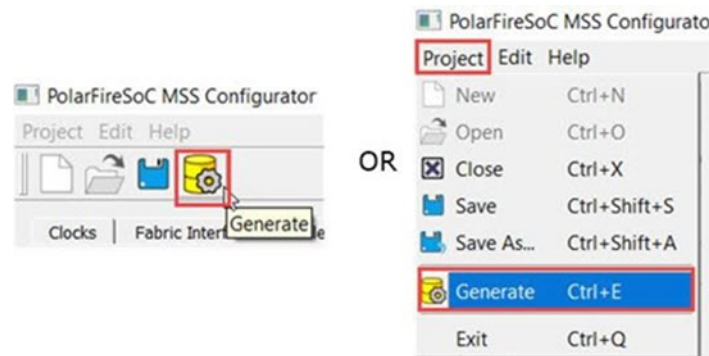 PolarFireSoC MSS Configurator
Project Edit Help
Generate
Clocks Fabric Interf
OR
PolarFireSoC MSS Configurato
Project Edit Help
New Ctrl+N
Open Ctrl+O
Close Ctrl+X
Save Ctrl+Shift+S
Save As... Ctrl+Shift+A
Generate Ctrl+E
Exit Ctrl+Q